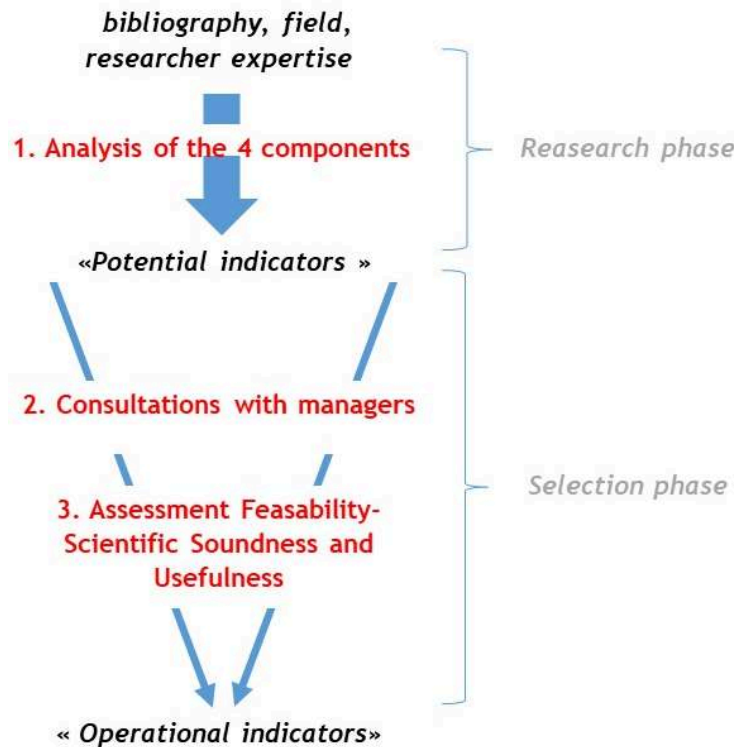 bibliography, field,
researcher expertise
1. Analysis of the 4 components
Reasearch phase
«Potential indicators »
2. Consultations with managers
3. Assessment Feasability-
Scientific Soundness and
Usefulness
Selection phase
« Operational indicators»